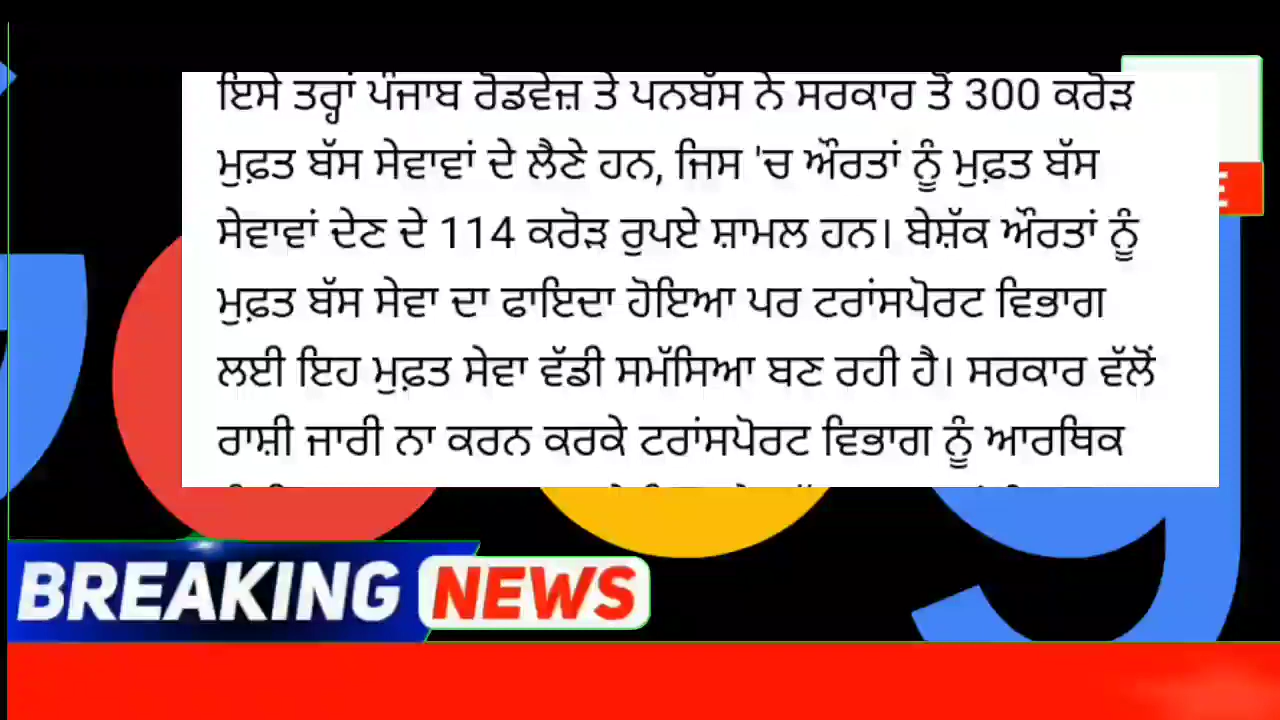 ਇਸੇ ਤਰ੍ਹਾਂ ਪੰਜਾਬ ਰੋਡਵੇਜ਼ ਤੇ ਪਨਬੱਸ ਨੇ ਸਰਕਾਰ ਤੋਂ 300 ਕਰੋੜ
ਮੁਫ਼ਤ ਬੱਸ ਸੇਵਾਵਾਂ ਦੇ ਲੈਣੇ ਹਨ, ਜਿਸ 'ਚ ਔਰਤਾਂ ਨੂੰ ਮੁਫ਼ਤ ਬੱਸ
ਸੇਵਾਵਾਂ ਦੇਣ ਦੇ 114 ਕਰੋੜ ਰੁਪਏ ਸ਼ਾਮਲ ਹਨ। ਬੇਸ਼ੱਕ ਔਰਤਾਂ ਨੂੰ
ਮੁਫ਼ਤ ਬੱਸ ਸੇਵਾ ਦਾ ਫਾਇਦਾ ਹੋਇਆ ਪਰ ਟਰਾਂਸਪੋਰਟ ਵਿਭਾਗ
ਲਈ ਇਹ ਮੁਫ਼ਤ ਸੇਵਾ ਵੱਡੀ ਸਮੱਸਿਆ ਬਣ ਰਹੀ ਹੈ। ਸਰਕਾਰ ਵੱਲੋਂ
ਰਾਸ਼ੀ ਜਾਰੀ ਨਾ ਕਰਨ ਕਰਕੇ ਟਰਾਂਸਪੋਰਟ ਵਿਭਾਗ ਨੂੰ ਆਰਥਿਕ
BREAKING NEWS